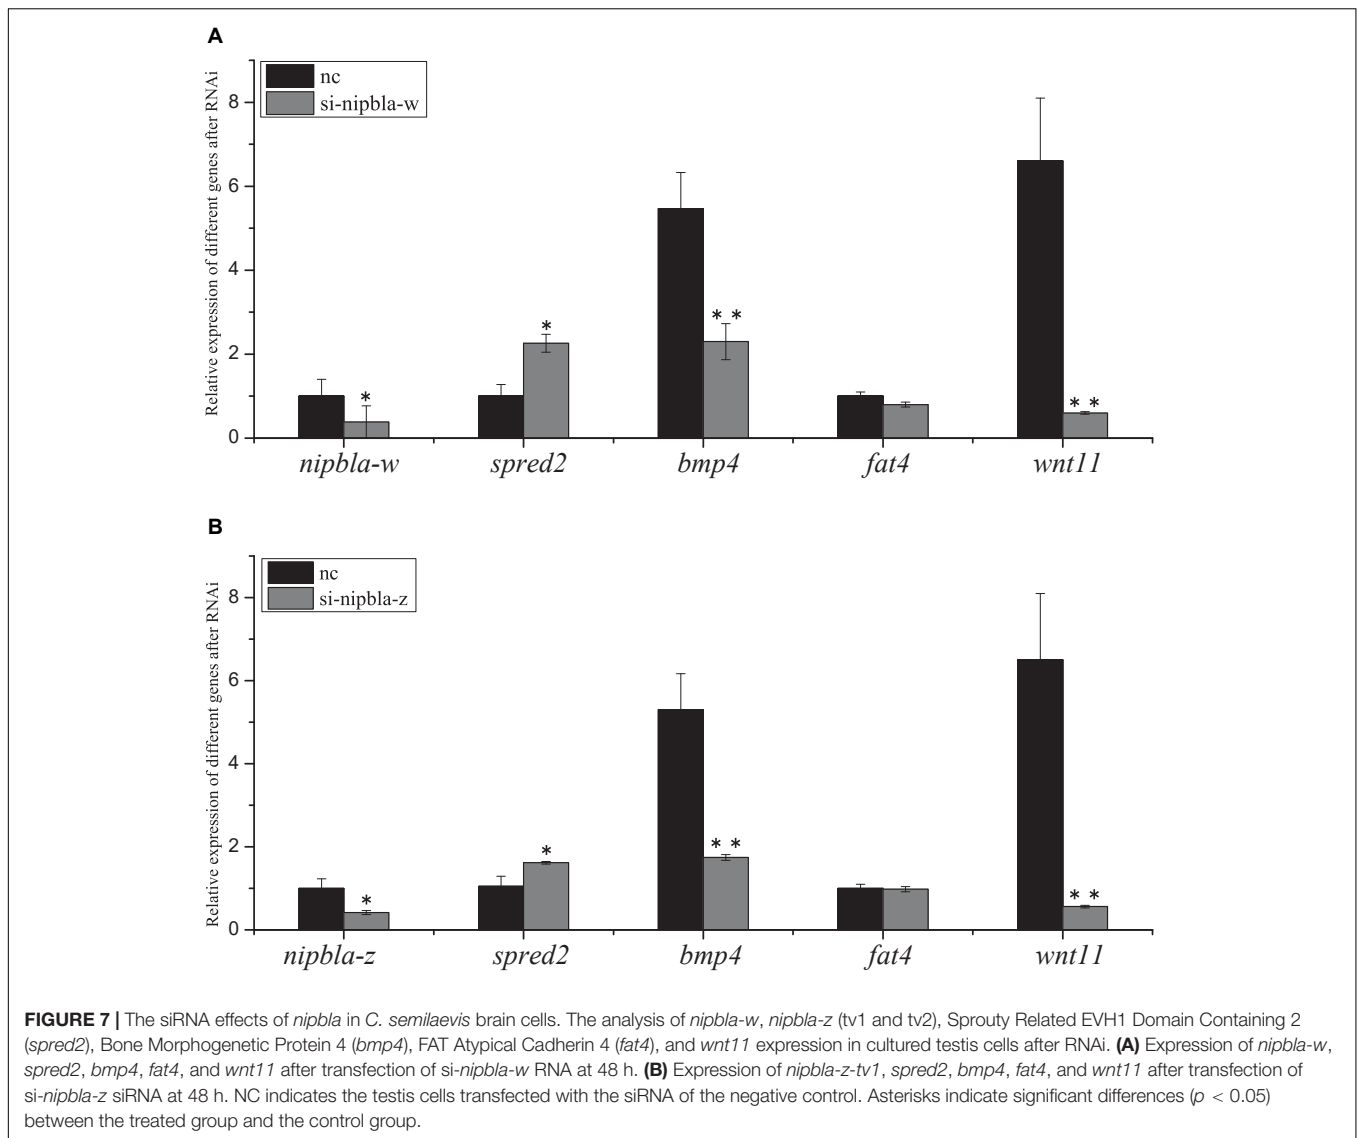 A
Relative expression of different genes after RNAi
nc
si-nipbla-w
8
6
4
2
0
*
*
* *
* *
nipbla-w spred2 bmp4 fat4 wnt11
B
Relative expression of different genes after RNAi
nc
si-nipbla-z
8
6
4
2
0
*
*
* *
* *
nipbla-z spred2 bmp4 fat4 wnt11
FIGURE 7 | The siRNA effects of nipbla in C. semilaevis brain cells. The analysis of nipbla-w, nipbla-z (tv1 and tv2), Sprouty Related EVH1 Domain Containing 2
(spred2), Bone Morphogenetic Protein 4 (bmp4), FAT Atypical Cadherin 4 (fat4), and wnt11 expression in cultured testis cells after RNAi. (A) Expression of nipbla-w,
spred2, bmp4, fat4, and wnt11 after transfection of si-nipbla-w RNA at 48 h. (B) Expression of nipbla-z-tv1, spred2, bmp4, fat4, and wnt11 after transfection of
si-nipbla-z siRNA at 48 h. NC indicates the testis cells transfected with the siRNA of the negative control. Asterisks indicate significant differences (p < 0.05)
between the treated group and the control group.